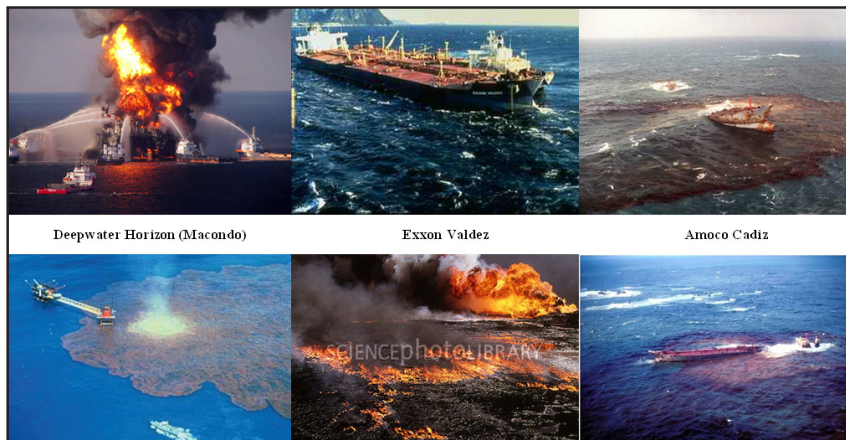 Deepwater Horizon (Macondo)
Exxon Valdez
Amoco Cadiz
SCIENCEphotoLIBRARY